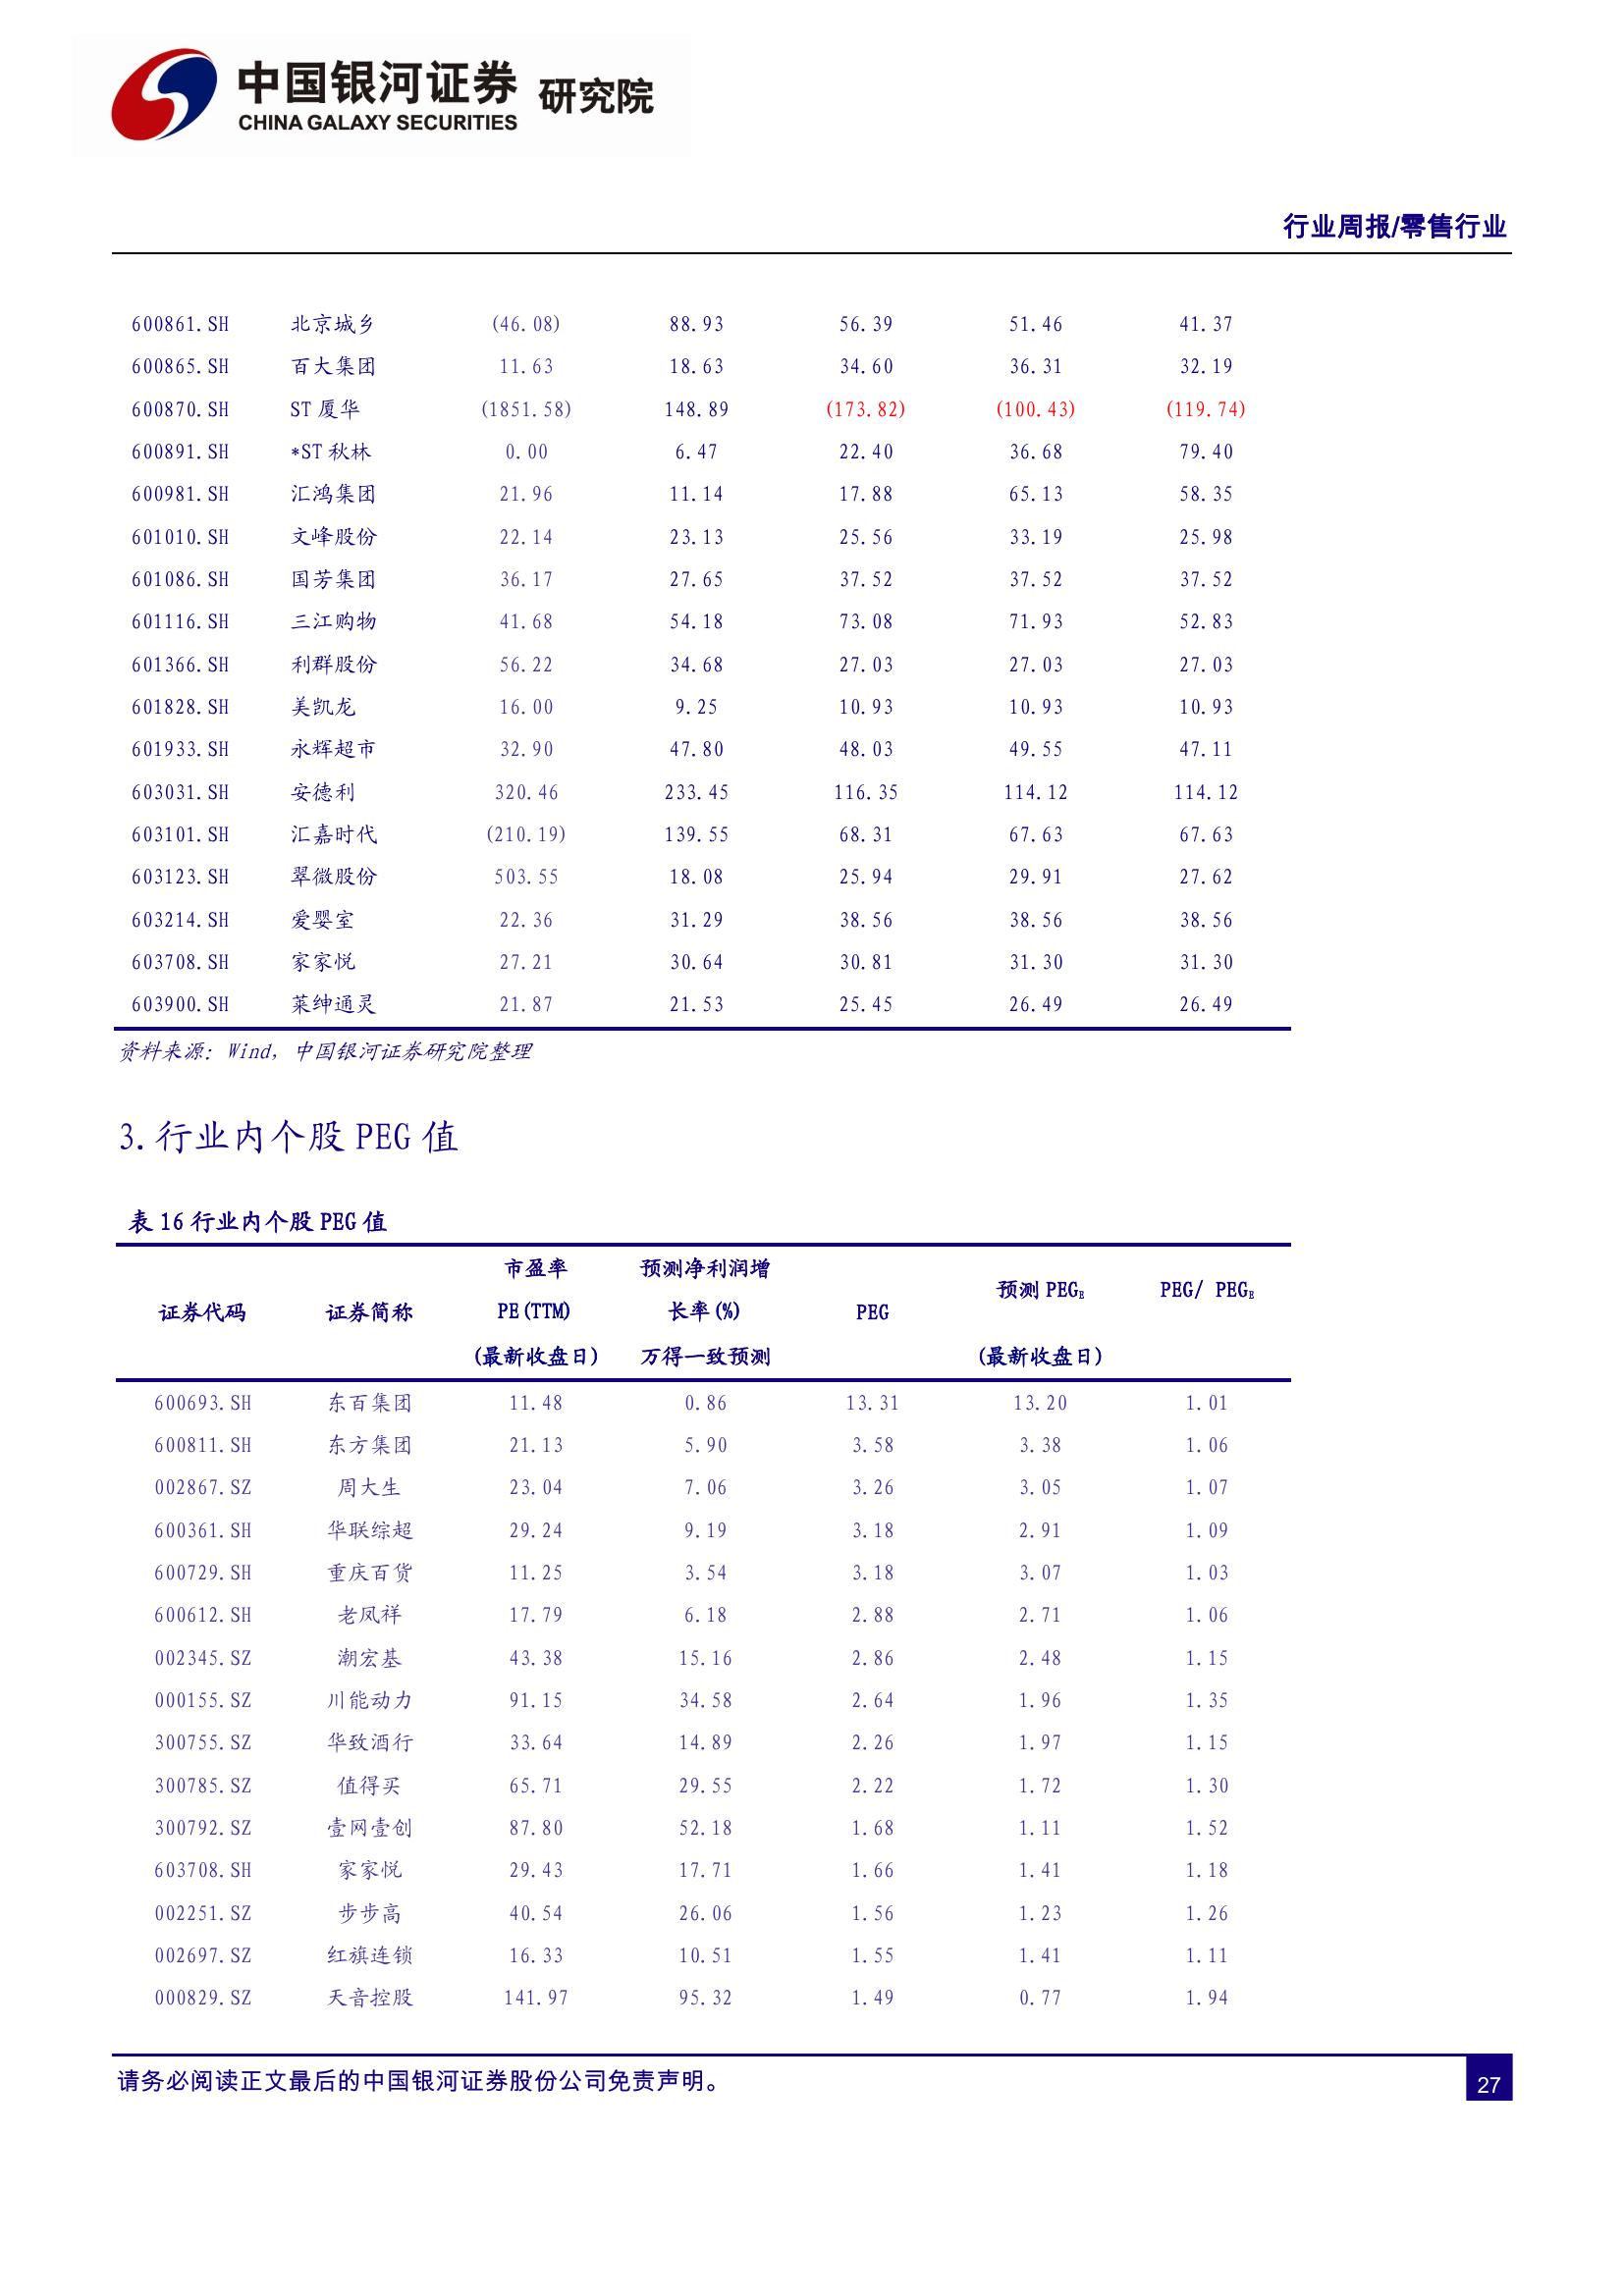 中国银河证券 研究院
CHINA GALAXY SECURITIES
行业周报/零售行业
600861.SH 北京城乡 (46.08) 88.93 56.39 51.46 41.37
600865.SH 百大集团 11.63 18.63 34.60 36.31 32.19
600870.SH ST 厦华 (1851.58) 148.89 (173.82) (100.43) (119.74)
600891.SH *ST 秋林 0.00 6.47 22.40 36.68 79.40
600981.SH 汇鸿集团 21.96 11.14 17.88 65.13 58.35
601010.SH 文峰股份 22.14 23.13 25.56 33.19 25.98
601086.SH 国芳集团 36.17 27.65 37.52 37.52 37.52
601116.SH 三江购物 41.68 54.18 73.08 71.93 52.83
601366.SH 利群股份 56.22 34.68 27.03 27.03 27.03
601828.SH 美凯龙 16.00 9.25 10.93 10.93 10.93
601933.SH 永辉超市 32.90 47.80 48.03 49.55 47.11
603031.SH 安德利 320.46 233.45 116.35 114.12 114.12
603101.SH 汇嘉时代 (210.19) 139.55 68.31 67.63 67.63
603123.SH 翠微股份 503.55 18.08 25.94 29.91 27.62
603214.SH 爱婴室 22.36 31.29 38.56 38.56 38.56
603708.SH 家家悦 27.21 30.64 30.81 31.30 31.30
603900.SH 莱绅通灵 21.87 21.53 25.45 26.49 26.49
资料来源：Wind，中国银河证券研究院整理
3.行业内个股 PEG 值
表 16 行业内个股 PEG 值
市盈率 预测净利润增
预测 PEGE PEG/ PEGE
证券代码 证券简称 PE(TTM) 长率(%) PEG
(最新收盘日) 万得一致预测 (最新收盘日)
600693.SH 东百集团 11.48 0.86 13.31 13.20 1.01
600811.SH 东方集团 21.13 5.90 3.58 3.38 1.06
002867.SZ 周大生 23.04 7.06 3.26 3.05 1.07
600361.SH 华联综超 29.24 9.19 3.18 2.91 1.09
600729.SH 重庆百货 11.25 3.54 3.18 3.07 1.03
600612.SH 老凤祥 17.79 6.18 2.88 2.71 1.06
002345.SZ 潮宏基 43.38 15.16 2.86 2.48 1.15
000155.SZ 川能动力 91.15 34.58 2.64 1.96 1.35
300755.SZ 华致酒行 33.64 14.89 2.26 1.97 1.15
300785.SZ 值得买 65.71 29.55 2.22 1.72 1.30
300792.SZ 壹网壹创 87.80 52.18 1.68 1.11 1.52
603708.SH 家家悦 29.43 17.71 1.66 1.41 1.18
002251.SZ 步步高 40.54 26.06 1.56 1.23 1.26
002697.SZ 红旗连锁 16.33 10.51 1.55 1.41 1.11
000829.SZ 天音控股 141.97 95.32 1.49 0.77 1.94
请务必阅读正文最后的中国银河证券股份公司免责声明。
27